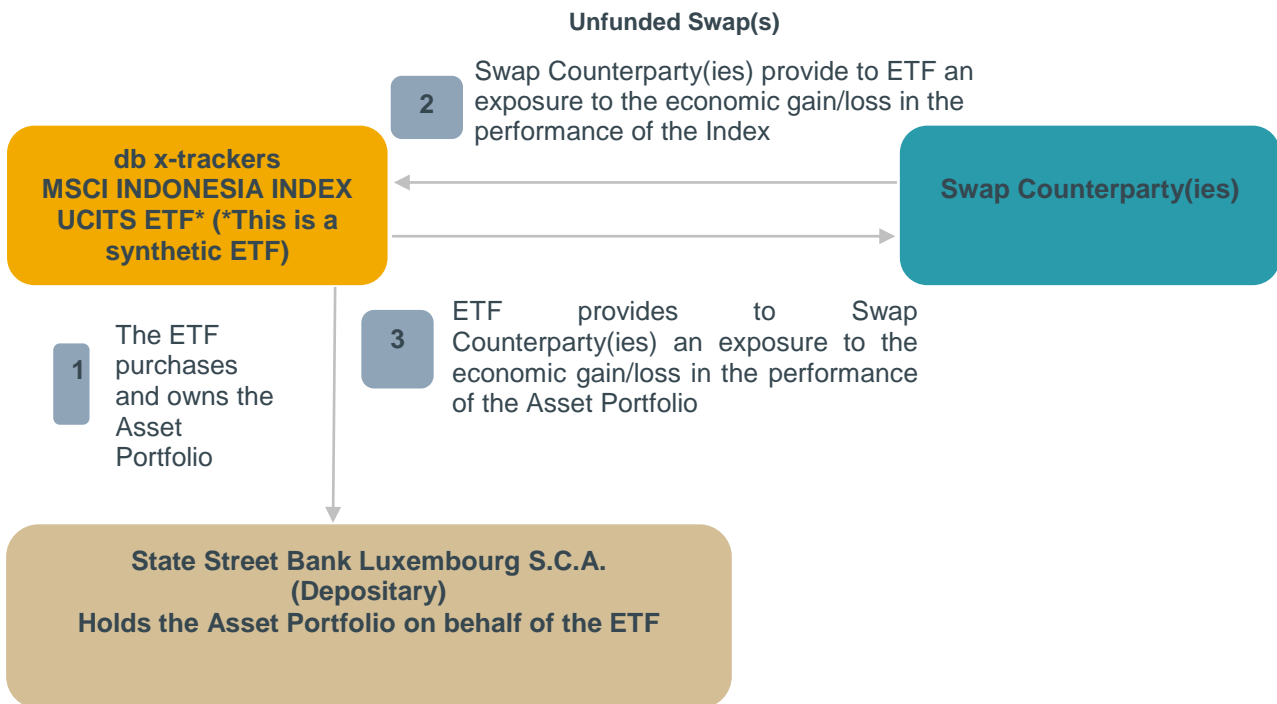 Unfunded Swap(s)
2
Swap Counterparty(ies) provide to ETF an
exposure to the economic gain/loss in the
performance of the Index
db x-trackers
MSCI INDONESIA INDEX
UCITS ETF* (*This is a
synthetic ETF)
Swap Counterparty(ies)
1
The ETF
purchases
and owns the
Asset
Portfolio
3
ETF provides to Swap
Counterparty(ies) an exposure to the
economic gain/loss in the performance
of the Asset Portfolio
State Street Bank Luxembourg S.C.A.
(Depositary)
Holds the Asset Portfolio on behalf of the ETF